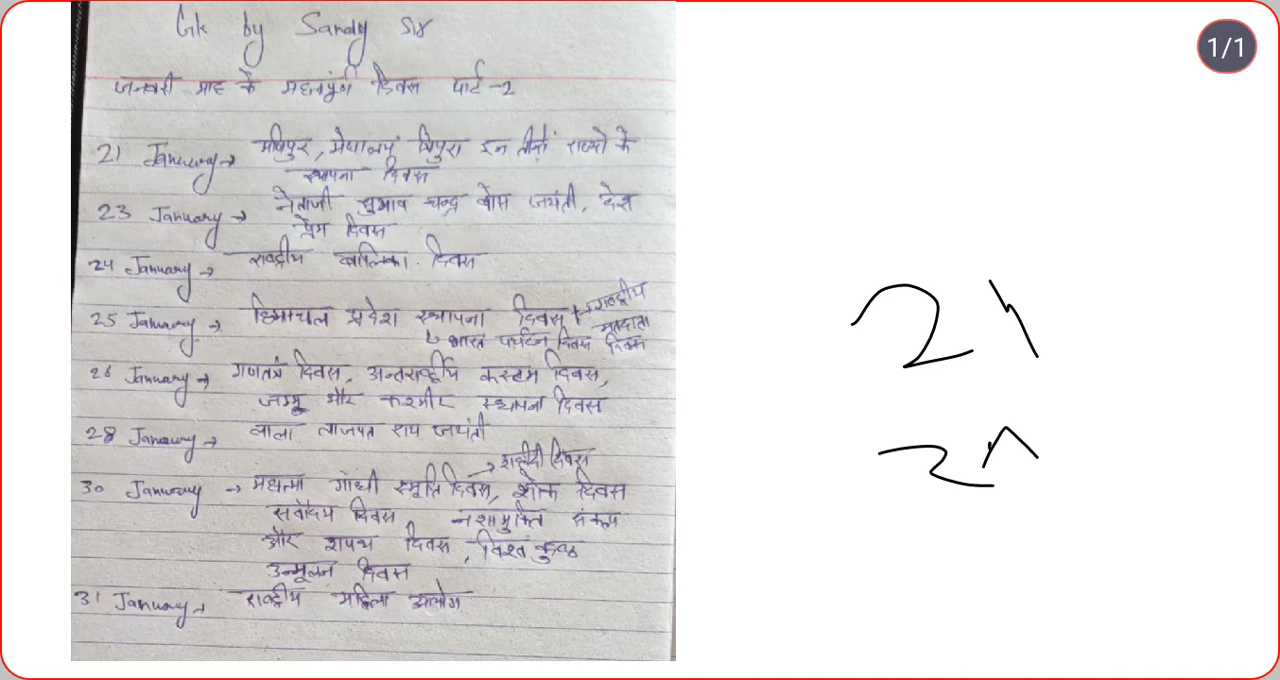 Gk by Sandy sir
जनवरी माह के महत्वपूर्ण दिवस पार्ट -2
21 January → मणिपुर, मेघालय त्रिपुरा इन तीनों राज्यो के
स्थापना दिवस
23 January → नेताजी सुभाष चन्द्र बोस जयंती, देश
प्रेम दिवस
24 January → राष्ट्रीय बालिका दिवस
25 January → हिमाचल प्रदेश स्थापना दिवस → राष्ट्रीय
मतदाता
↳ भारत पर्यटन दिवस दिवस
26 January → गणतंत्र दिवस, अन्तराष्ट्रीय कस्टम दिवस,
जम्मू और कश्मीर स्थापना दिवस
28 January → लाला लाजपत राय जयंती
→ शहीदी दिवस
30 January → महात्मा गांधी स्मृति दिवस, शोक दिवस
सर्वोदय दिवस, नशामुक्ति संकल्प
और शपथ दिवस, विश्व कुष्ठ
उन्मूलन दिवस
31 January → राष्ट्रीय महिला आयोग
1/1
21